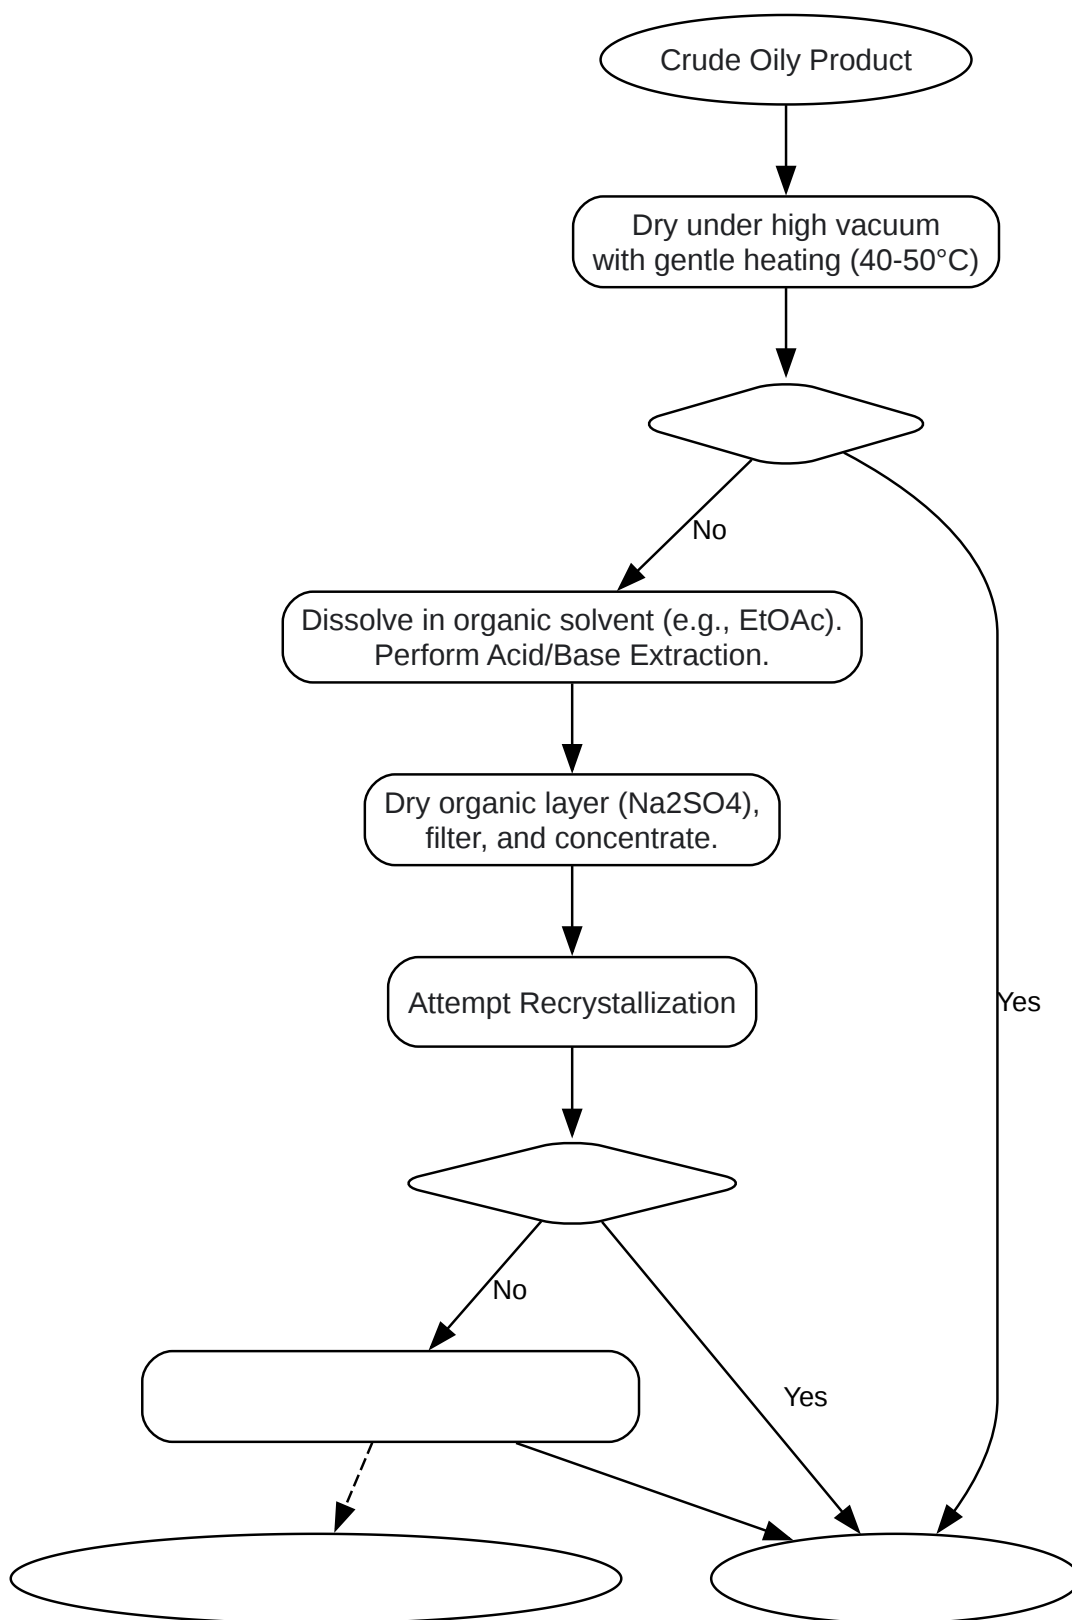 Crude Oily Product
Dry under high vacuum
with gentle heating (40-50°C)
No
Dissolve in organic solvent (e.g., EtOAc).
Perform Acid/Base Extraction.
Dry organic layer (Na2SO4),
filter, and concentrate.
Attempt Recrystallization
Yes
No
Yes